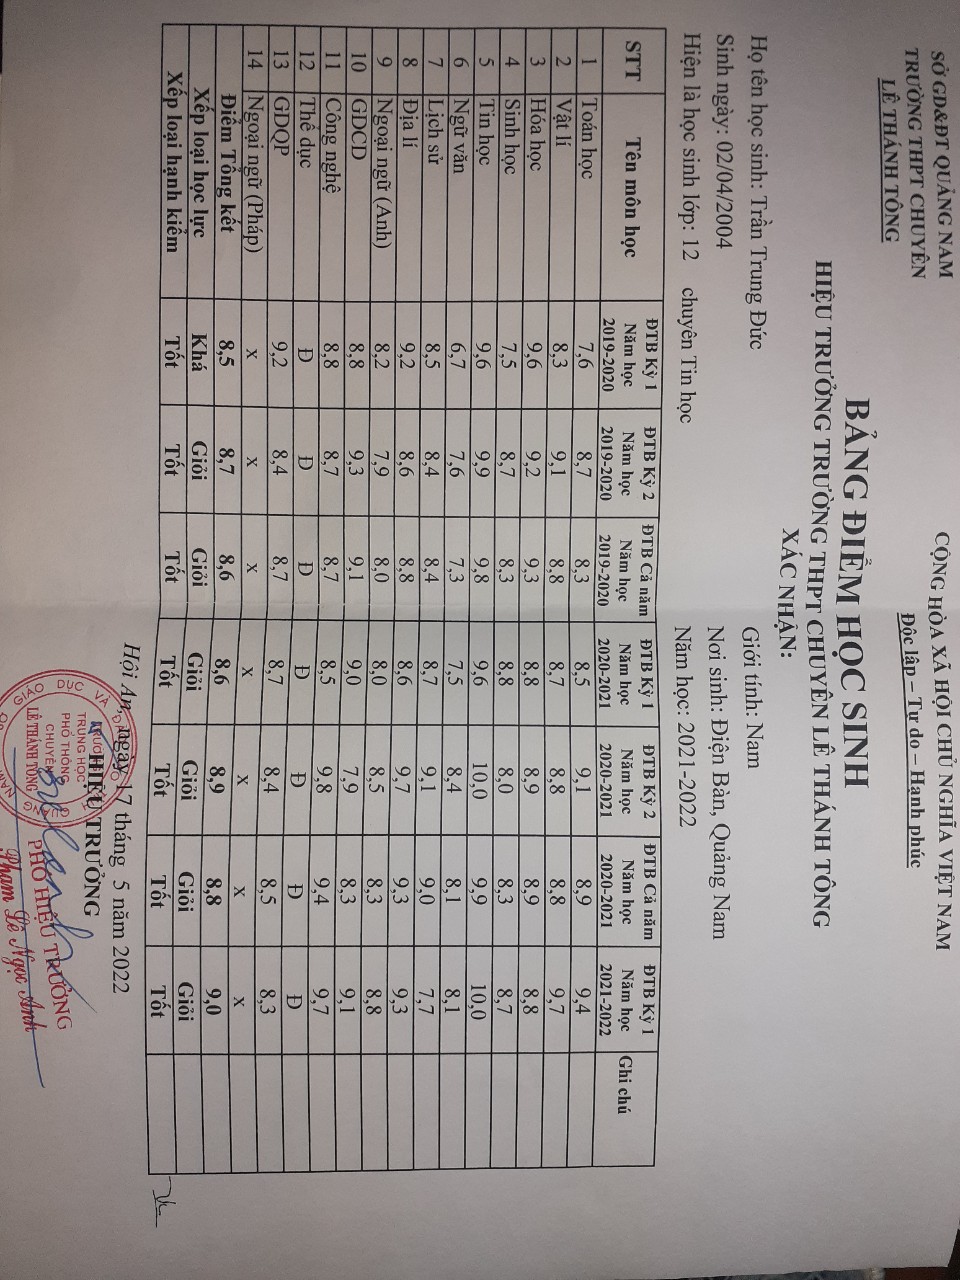 SỞ GD&ĐT QUẢNG NAM
TRƯỜNG THPT CHUYÊN
LÊ THÁNH TÔNG
CỘNG HÒA XÃ HỘI CHỦ NGHĨA VIỆT NAM
Độc lập – Tự do – Hạnh phúc
BẢNG ĐIỂM HỌC SINH
HIỆU TRƯỞNG TRƯỜNG THPT CHUYÊN LÊ THÁNH TÔNG
XÁC NHẬN:
Họ tên học sinh: Trần Trung Đức Giới tính: Nam
Sinh ngày: 02/04/2004 Nơi sinh: Điện Bàn, Quảng Nam
Hiện là học sinh lớp: 12 chuyên Tin học Năm học: 2021-2022
STT Tên môn học ĐTB Kỳ 1 Năm học 2019-2020 ĐTB Kỳ 2 Năm học 2019-2020 ĐTB Cả năm Năm học 2019-2020 ĐTB Kỳ 1 Năm học 2020-2021 ĐTB Kỳ 2 Năm học 2020-2021 ĐTB Cả năm Năm học 2020-2021 ĐTB Kỳ 1 Năm học 2021-2022 Ghi chú
1 Toán học 7,6 8,7 8,3 8,5 9,1 8,9 9,4
2 Vật lí 8,3 9,1 8,8 8,7 8,8 8,8 9,7
3 Hóa học 9,6 9,2 9,3 8,8 8,9 8,9 8,8
4 Sinh học 7,5 8,7 8,3 8,8 8,0 8,3 8,7
5 Tin học 9,6 9,9 9,8 9,6 10,0 9,9 10,0
6 Ngữ văn 6,7 7,6 7,3 7,5 8,4 8,1 8,1
7 Lịch sử 8,5 8,4 8,4 8,7 9,1 9,0 7,7
8 Địa lí 9,2 8,6 8,8 8,6 9,7 9,3 9,3
9 Ngoại ngữ (Anh) 8,2 7,9 8,0 8,0 8,5 8,3 8,8
10 GDCD 8,8 9,3 9,1 9,0 7,9 8,3 9,1
11 Công nghệ 8,8 8,7 8,7 8,5 9,8 9,4 9,7
12 Thể dục Đ Đ Đ Đ Đ Đ Đ
13 GDQP 9,2 8,4 8,7 8,7 8,4 8,5 8,3
14 Ngoại ngữ (Pháp) x x x x x x x
Điểm Tổng kết 8,5 8,7 8,6 8,6 8,9 8,8 9,0
Xếp loại học lực Khá Giỏi Giỏi Giỏi Giỏi Giỏi Giỏi
Xếp loại hạnh kiểm Tốt Tốt Tốt Tốt Tốt Tốt Tốt
Hội An, ngày 17 tháng 5 năm 2022
HIỆU TRƯỞNG
PHÓ HIỆU TRƯỞNG
Phạm Lê Ngọc Anh
GIÁO DỤC VÀ ĐÀO
TRƯỜNG
TRUNG HỌC
PHỔ THÔNG
CHUYÊN
LÊ THÁNH TÔNG